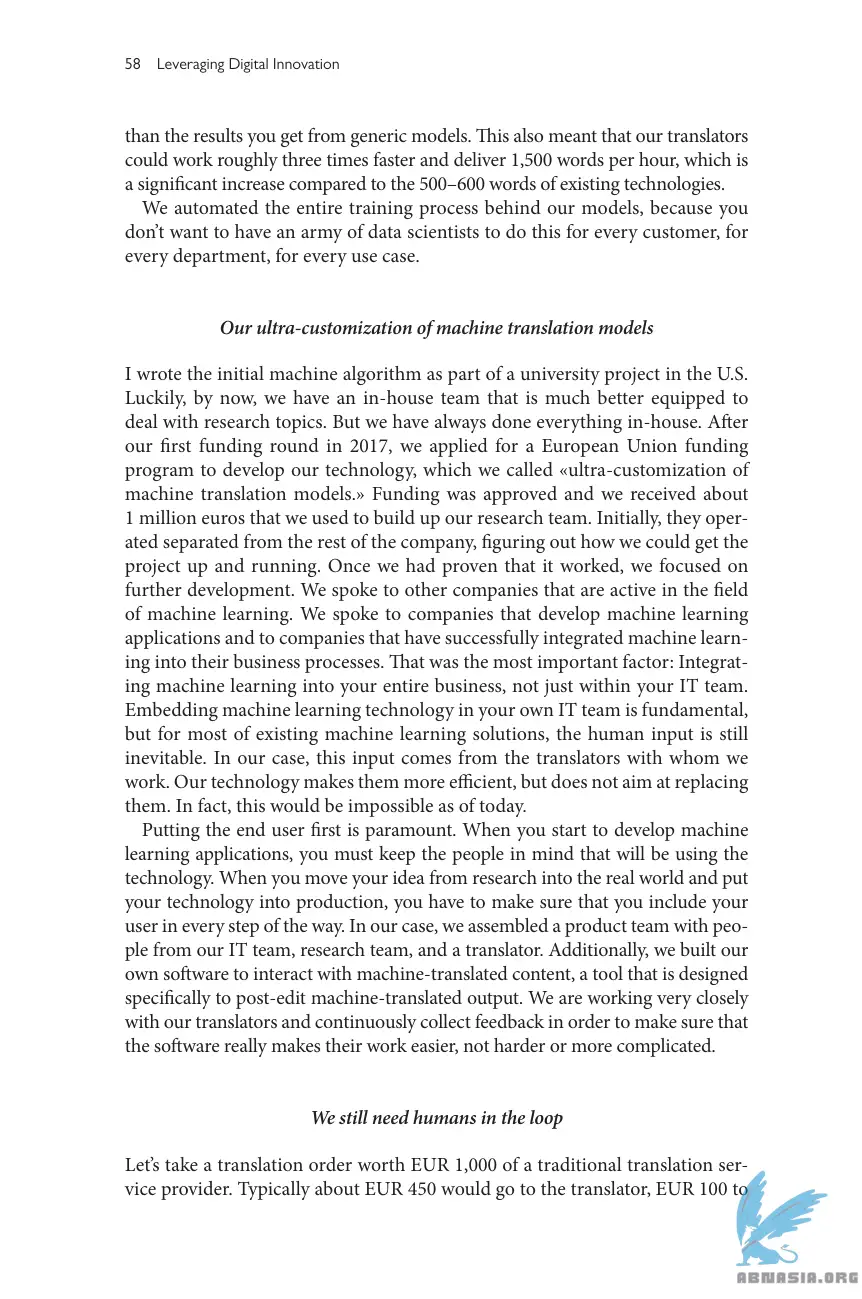 58 Leveraging Digital Innovation
than the results you get from generic models. This also meant that our translators
could work roughly three times faster and deliver 1,500 words per hour, which is
a significant increase compared to the 500–600 words of existing technologies.
We automated the entire training process behind our models, because you
don’t want to have an army of data scientists to do this for every customer, for
every department, for every use case.
Our ultra-customization of machine translation models
I wrote the initial machine algorithm as part of a university project in the U.S.
Luckily, by now, we have an in-house team that is much better equipped to
deal with research topics. But we have always done everything in-house. After
our first funding round in 2017, we applied for a European Union funding
program to develop our technology, which we called «ultra-customization of
machine translation models.» Funding was approved and we received about
1 million euros that we used to build up our research team. Initially, they oper-
ated separated from the rest of the company, figuring out how we could get the
project up and running. Once we had proven that it worked, we focused on
further development. We spoke to other companies that are active in the field
of machine learning. We spoke to companies that develop machine learning
applications and to companies that have successfully integrated machine learn-
ing into their business processes. That was the most important factor: Integrat-
ing machine learning into your entire business, not just within your IT team.
Embedding machine learning technology in your own IT team is fundamental,
but for most of existing machine learning solutions, the human input is still
inevitable. In our case, this input comes from the translators with whom we
work. Our technology makes them more efficient, but does not aim at replacing
them. In fact, this would be impossible as of today.
Putting the end user first is paramount. When you start to develop machine
learning applications, you must keep the people in mind that will be using the
technology. When you move your idea from research into the real world and put
your technology into production, you have to make sure that you include your
user in every step of the way. In our case, we assembled a product team with peo-
ple from our IT team, research team, and a translator. Additionally, we built our
own software to interact with machine-translated content, a tool that is designed
specifically to post-edit machine-translated output. We are working very closely
with our translators and continuously collect feedback in order to make sure that
the software really makes their work easier, not harder or more complicated.
We still need humans in the loop
Let’s take a translation order worth EUR 1,000 of a traditional translation ser-
vice provider. Typically about EUR 450 would go to the translator, EUR 100 to
ABNASIA.ORG